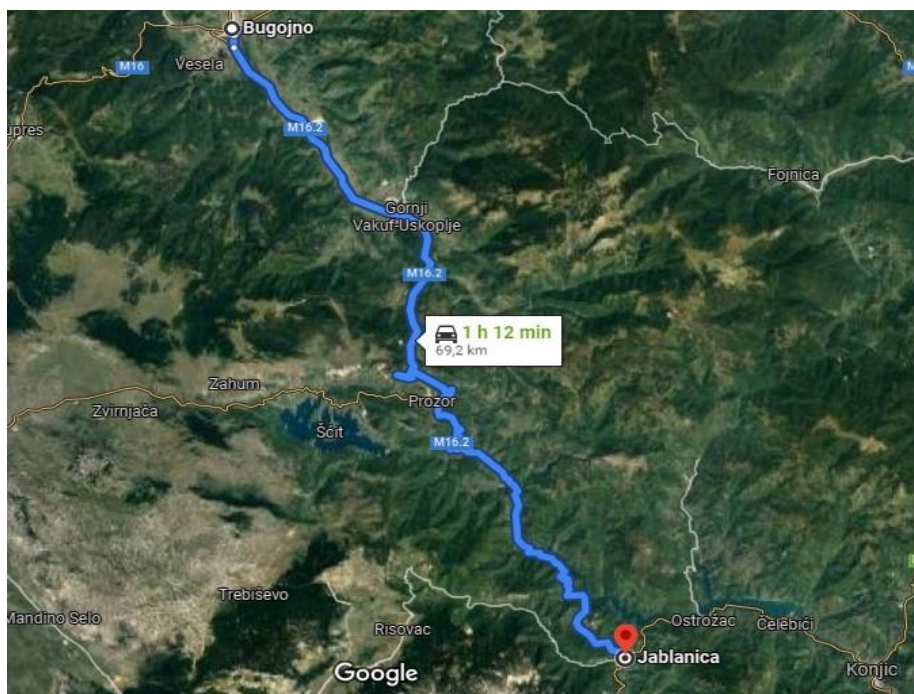 Bugojno
Vesela
M16
M
upres
M16.2
Fojnica
Gornji
Vakuf-Uskoplje
M16.2
1 h 12 min
69,2 km
Zahum
Prozor
Zvirnjača
Šćit
M16.2
Trebiševo
Mandino Selo
Risovac
Ostrožac
Čelebići
Jablanica
Google
Konjic